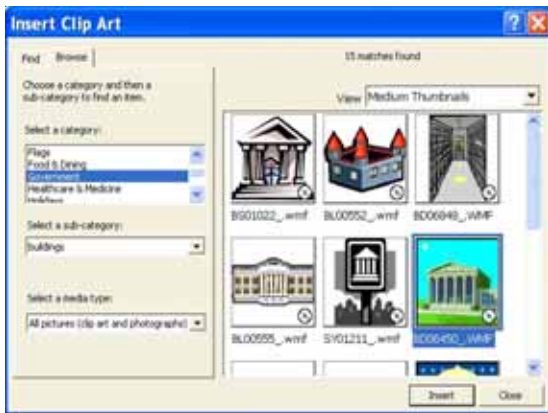 Insert Clip Art
Find Browse
15 matches found
Choose a category and then a
sub-category to find an item.
View Medium Thumbnails
Select a category:
Flags
Food & Dining
Government
Healthcare & Medicine
Holidays
Select a sub-category:
buildings
Select a media type:
All pictures (clip art and photographs)
BS01022_.wmf BL00552_.wmf BD06848_.WMF
BL00555_.wmf SY01211_.wmf BD06450_.WMF
Insert Close